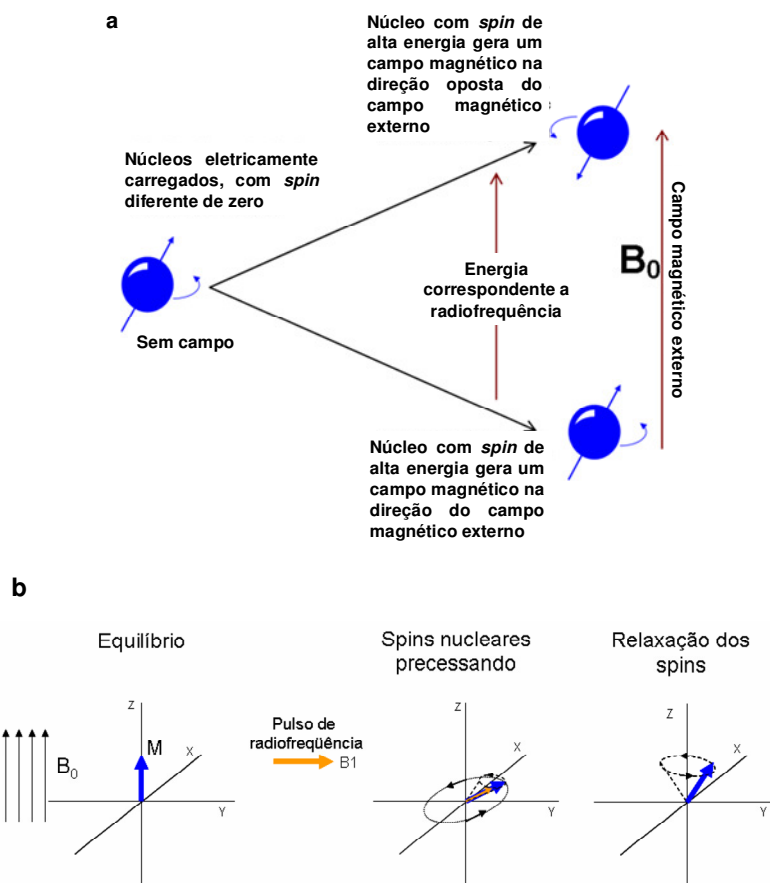 a
Núcleo com spin de
alta energia gera um
campo magnético na
direção oposta do
campo magnético
externo
Núcleos eletricamente
carregados, com spin
diferente de zero
Sem campo
Energia
correspondente a
radiofrequência
B0
Campo magnético externo
Núcleo com spin de
alta energia gera um
campo magnético na
direção do campo
magnético externo
b
Equilíbrio
B0
Z
M
X
Y
Pulso de
radiofreqüência
B1
Spins nucleares
precessando
Z
X
Y
Relaxação dos
spins
Z
X
Y